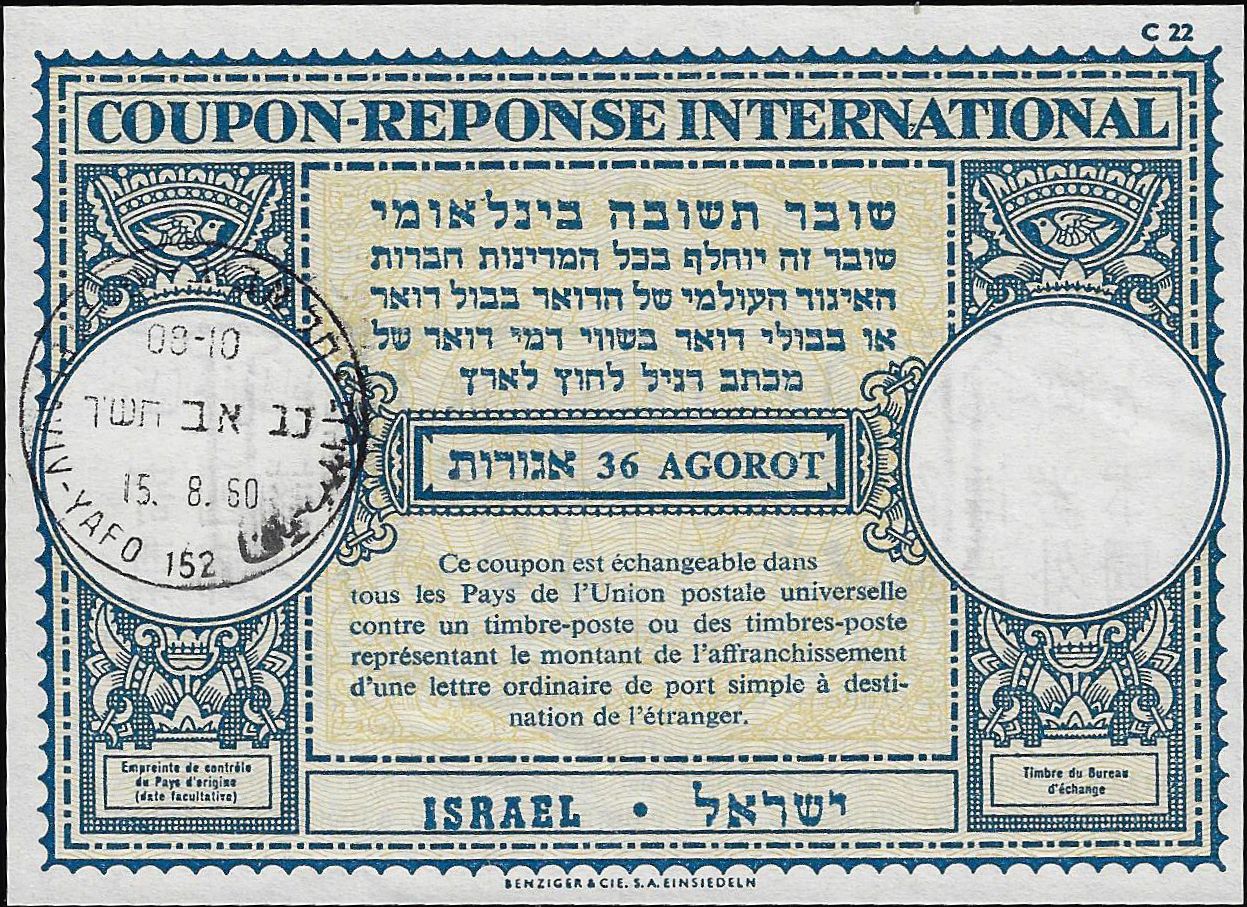 C 22
COUPON-REPONSE INTERNATIONAL
שובר תשובה בינלאומי
שובר זה יוחלף בכל המדינות חברות
האיגוד העולמי של הדואר בבול דואר
או בבולי דואר בשווי דמי דואר של
מכתב רגיל לחוץ לארץ
08-10
כג אב תש״ך
15. 8. 60
AVIV-YAFO 152
אגורות 36 AGOROT
Ce coupon est échangeable dans
tous les Pays de l'Union postale universelle
contre un timbre-poste ou des timbres-poste
représentant le montant de l'affranchissement
d'une lettre ordinaire de port simple à desti-
nation de l'étranger.
Empreinte de contrôle
du Pays d'origine
(date facultative)
Timbre du Bureau
d'échange
ISRAEL • ישראל
BENZIGER & CIE. S.A. EINSIEDELN